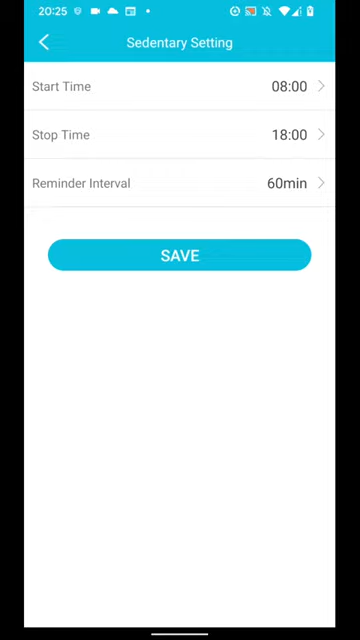 20:25
Sedentary Setting
Start Time 08:00
Stop Time 18:00
Reminder Interval 60min
SAVE